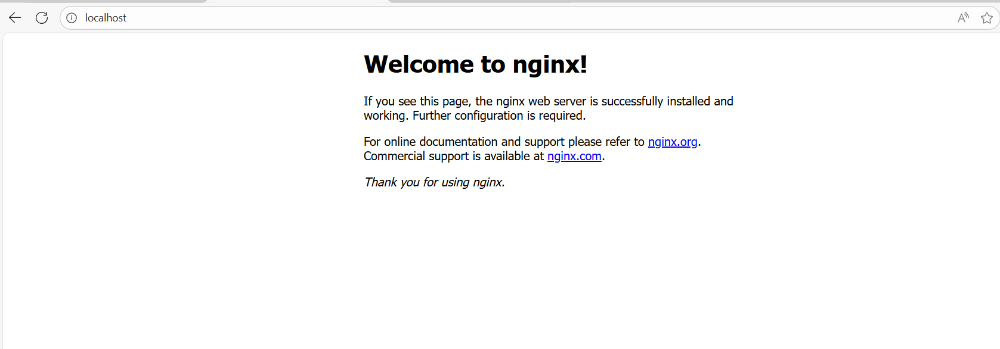 localhost
Welcome to nginx!
If you see this page, the nginx web server is successfully installed and
working. Further configuration is required.
For online documentation and support please refer to nginx.org.
Commercial support is available at nginx.com.
Thank you for using nginx.